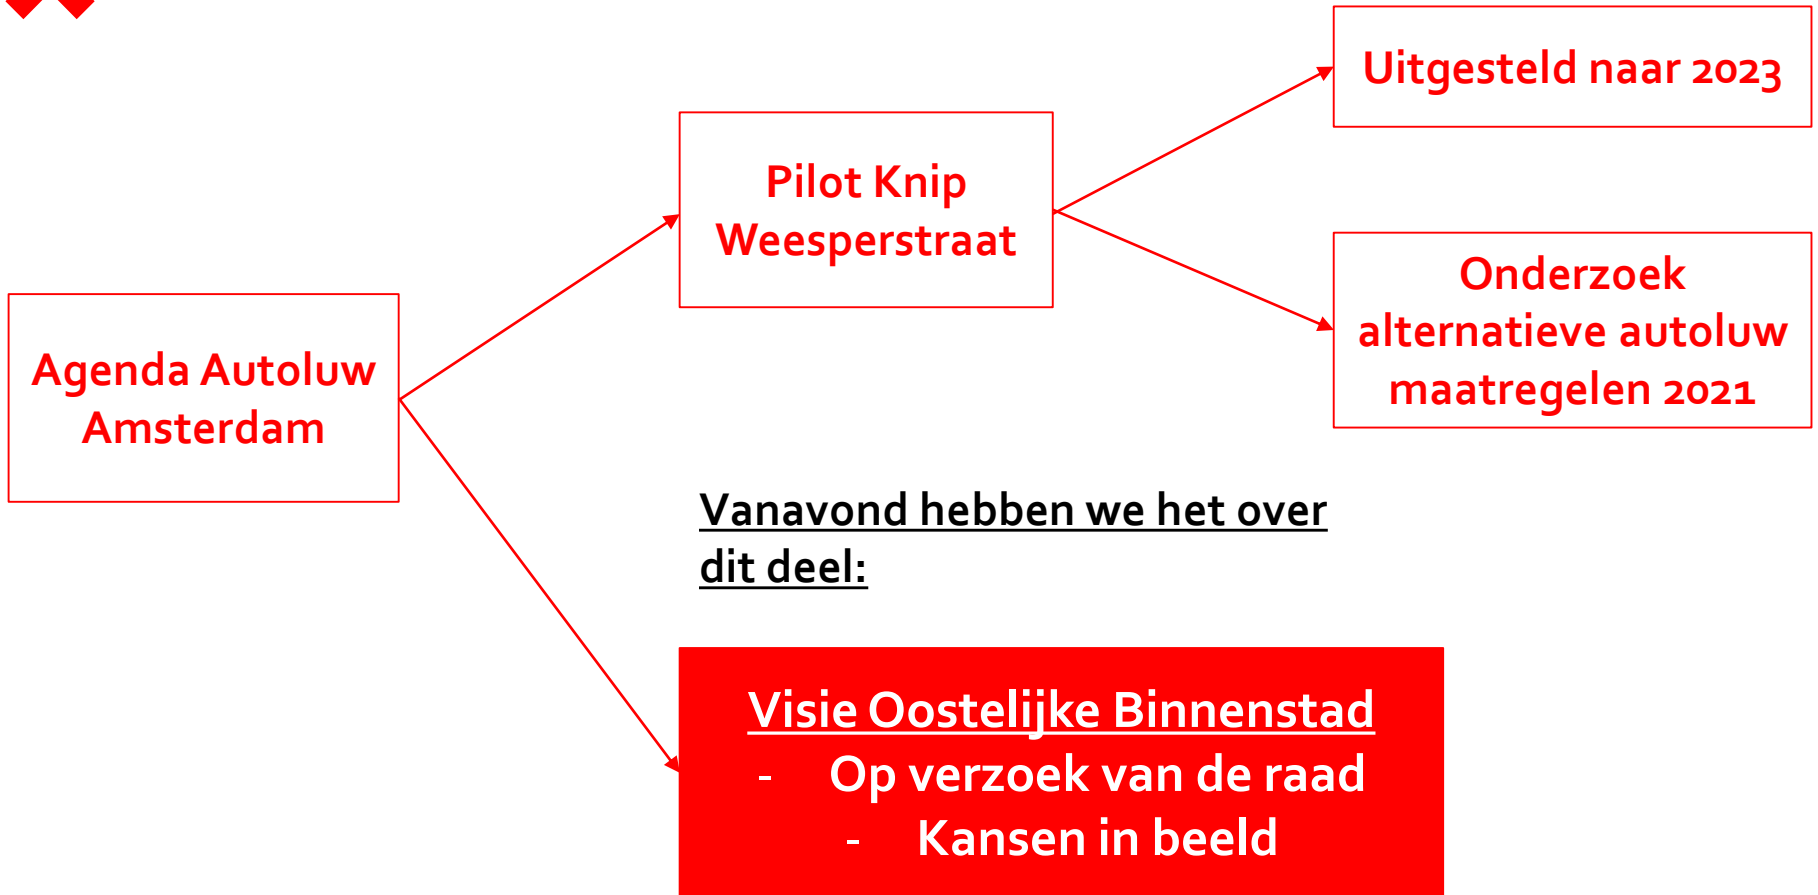 Uitgesteld naar 2023
Pilot Knip
Weesperstraat
Onderzoek
alternatieve autoluw
maatregelen 2021
Agenda Autoluw
Amsterdam
Vanavond hebben we het over
dit deel:
Visie Oostelijke Binnenstad
- Op verzoek van de raad
- Kansen in beeld